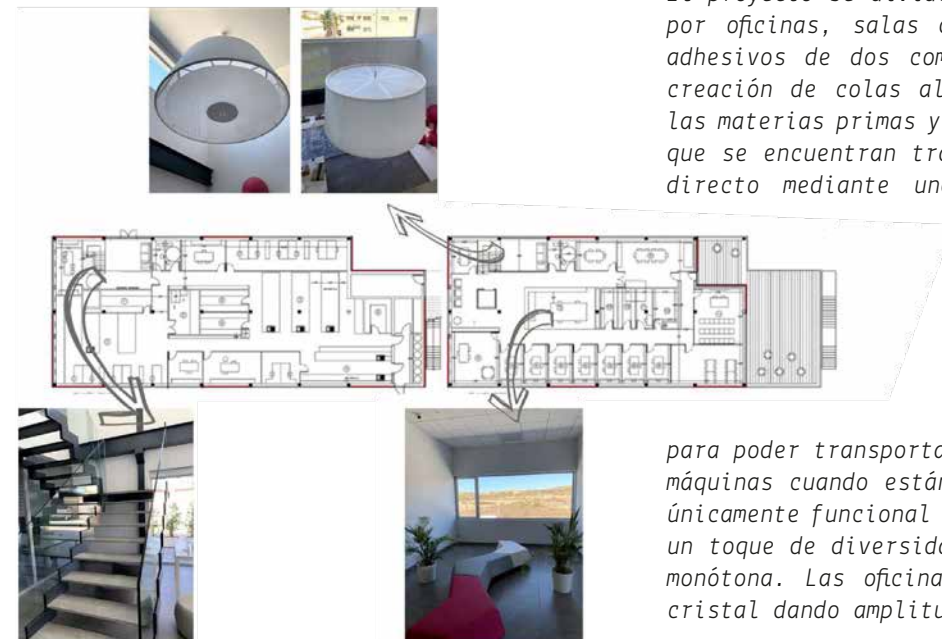 por oficinas, salas
adhesivos de dos com
creación de colas al
las materias primas y
que se encuentran tra
directo mediante un
para poder transporta
máquinas cuando están
únicamente funcional
un toque de diversida
monótona. Las oficina
cristal dando amplitu